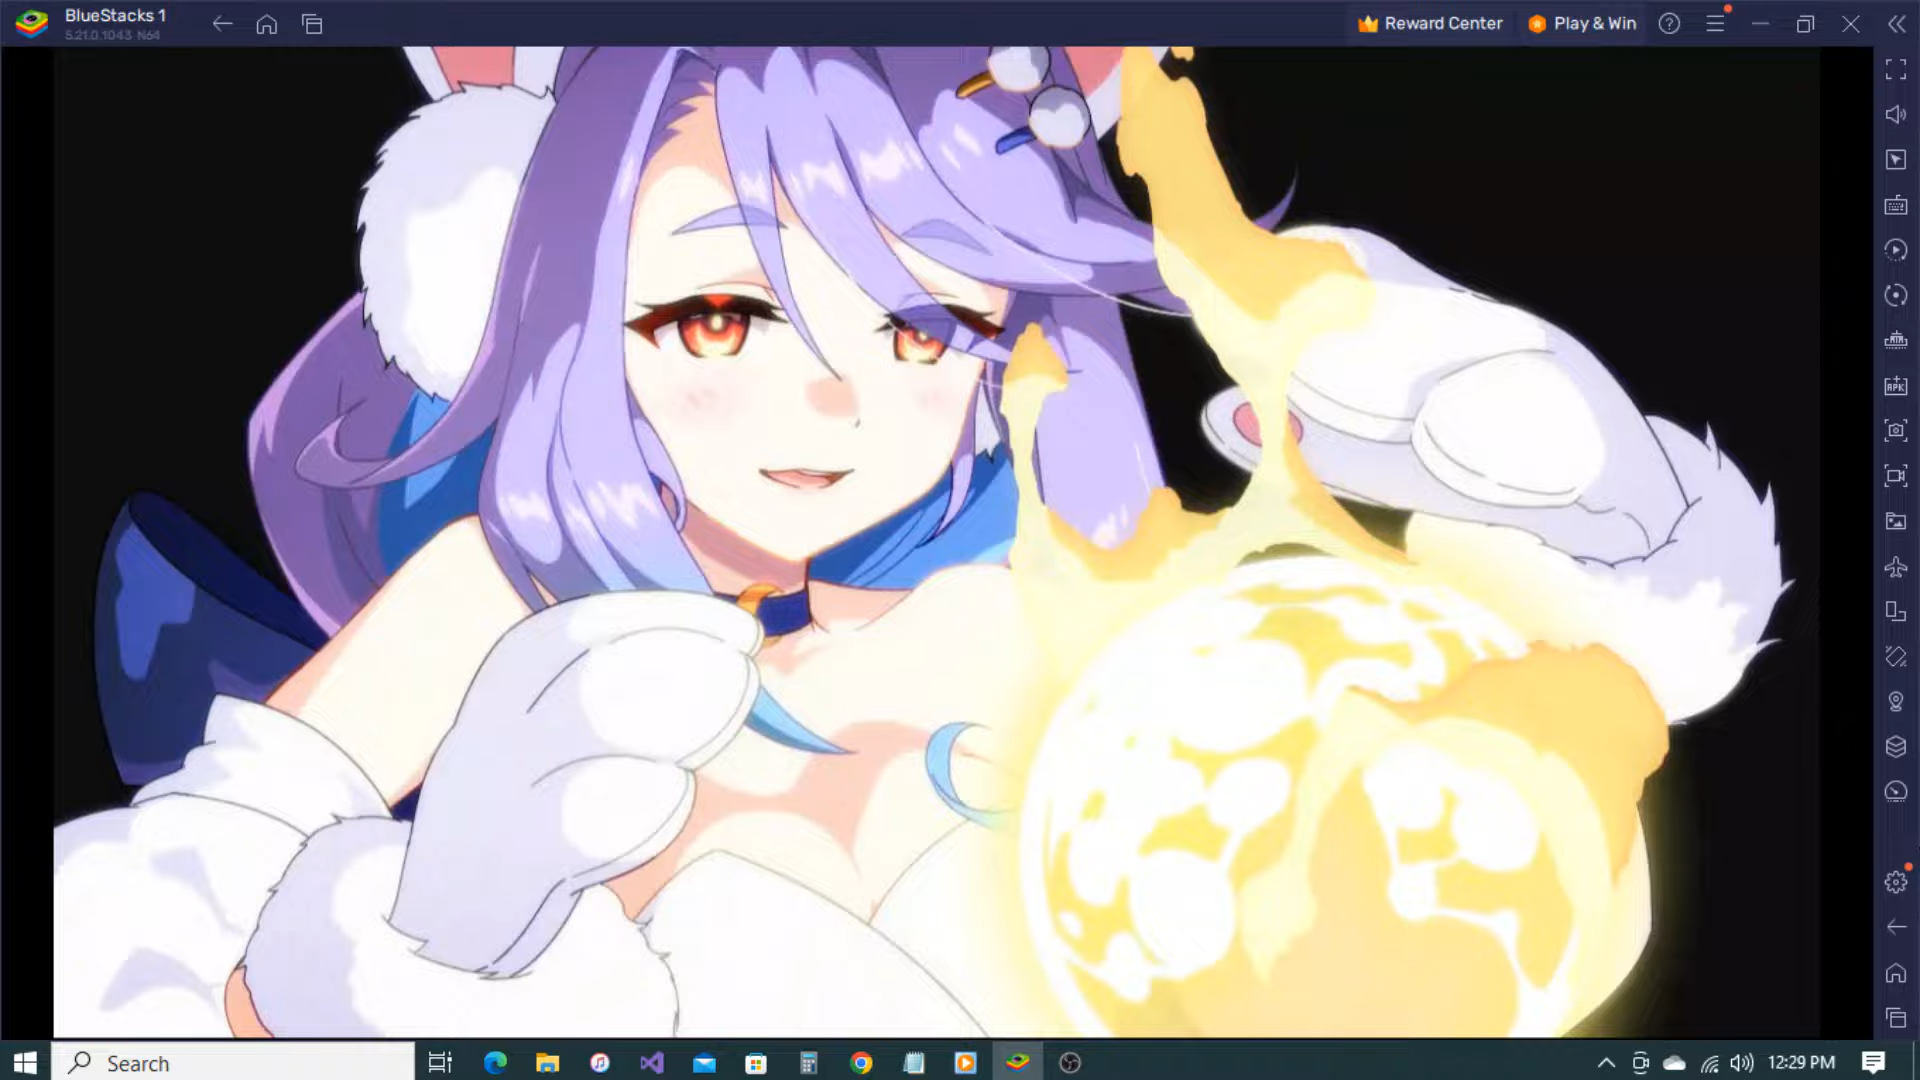 BlueStacks 1
5.21.0.1043 N64
Reward Center
Play & Win
Search
12:29 PM